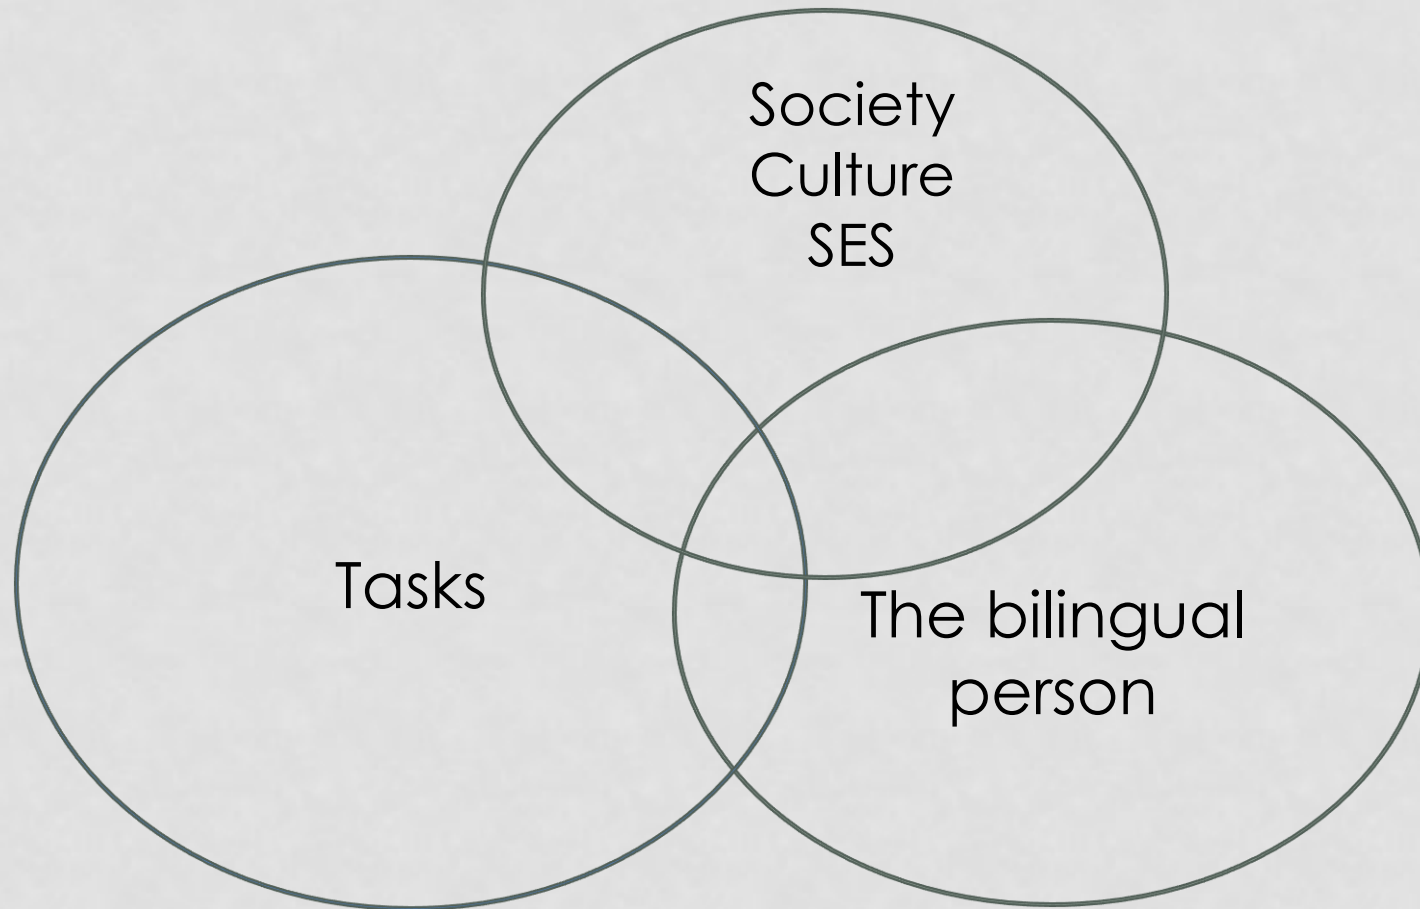 Society
Culture
SES
Tasks
The bilingual
person